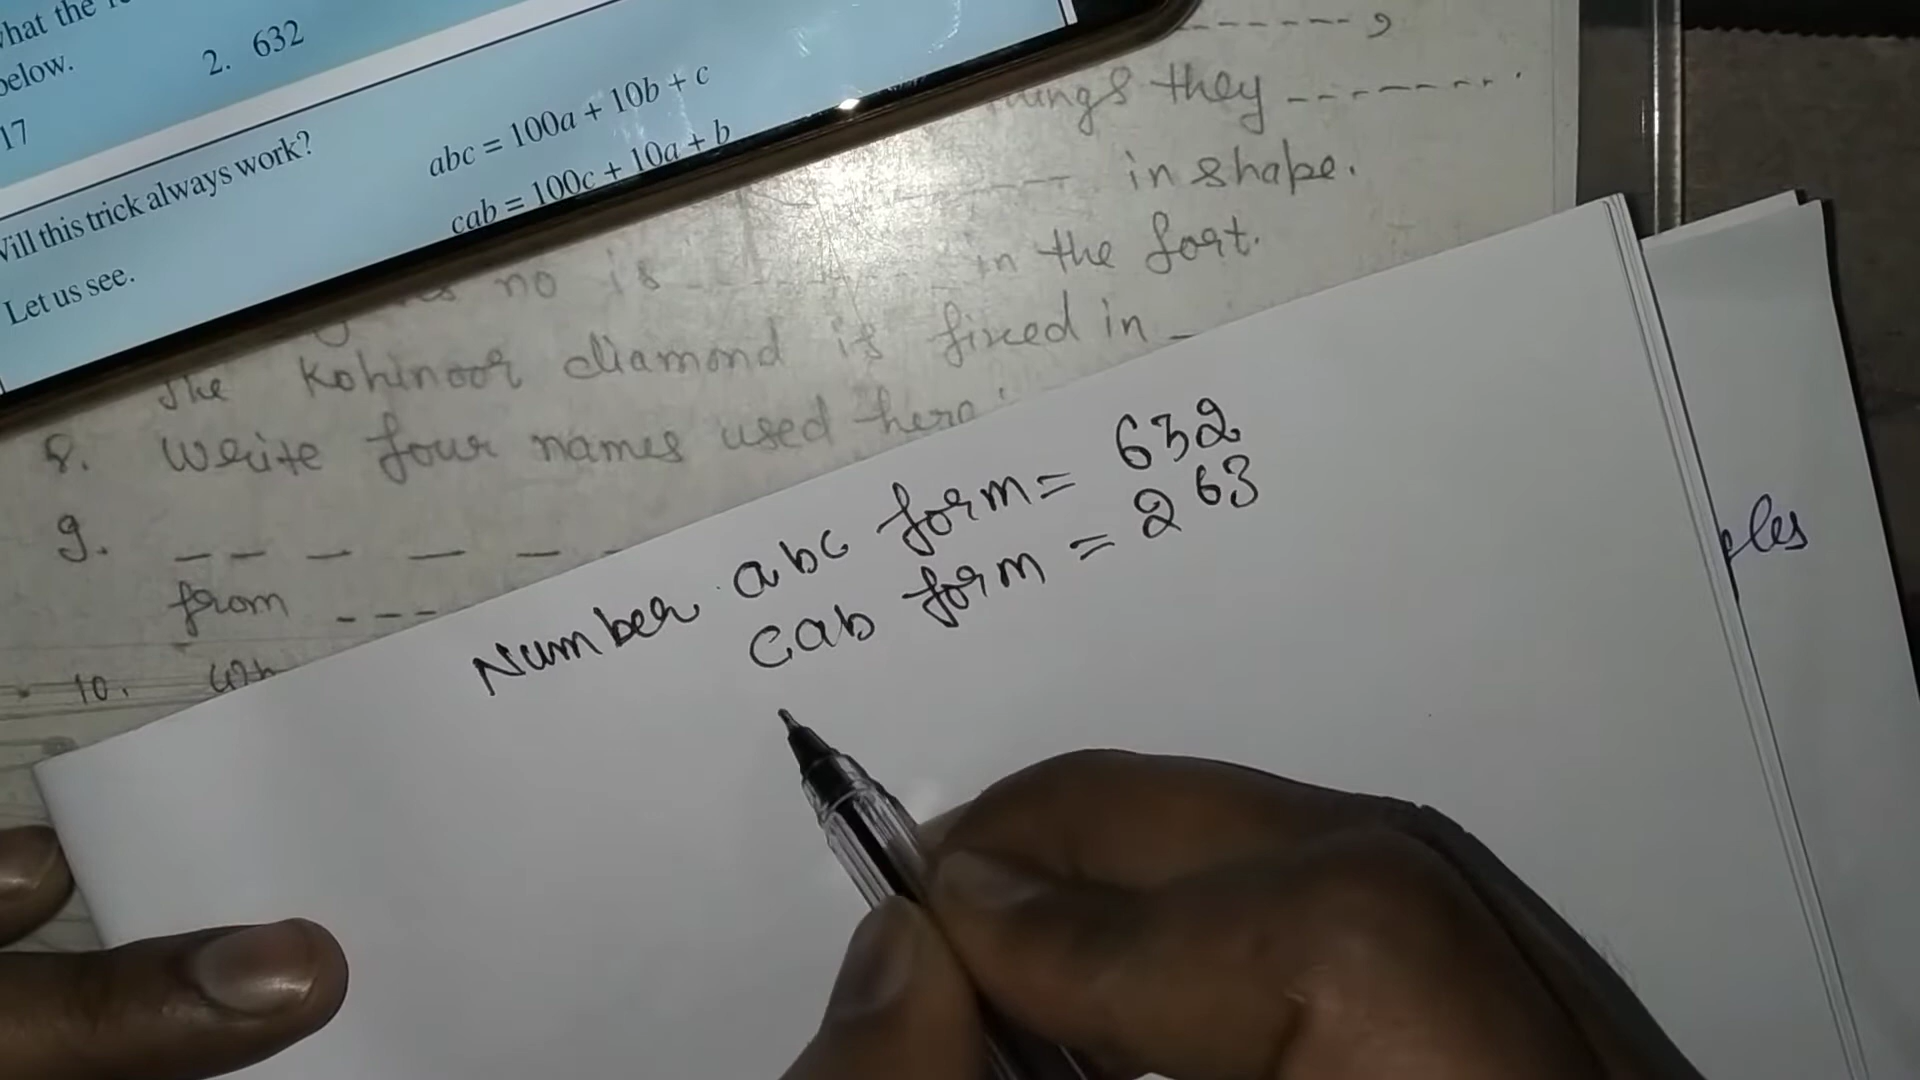 what the
below.
2. 632
17
Will this trick always work?
abc = 100a + 10b + c
cab = 100c + 10a + b
Let us see.
things they --------.
------ in shape.
no is ------- in the fort.
The Kohinoor diamond is fixed in -
8. Write four names used here
9. _ _ _ _ _ _
from ---
10. Wh
Number abc form = 632
cab form = 263
ples